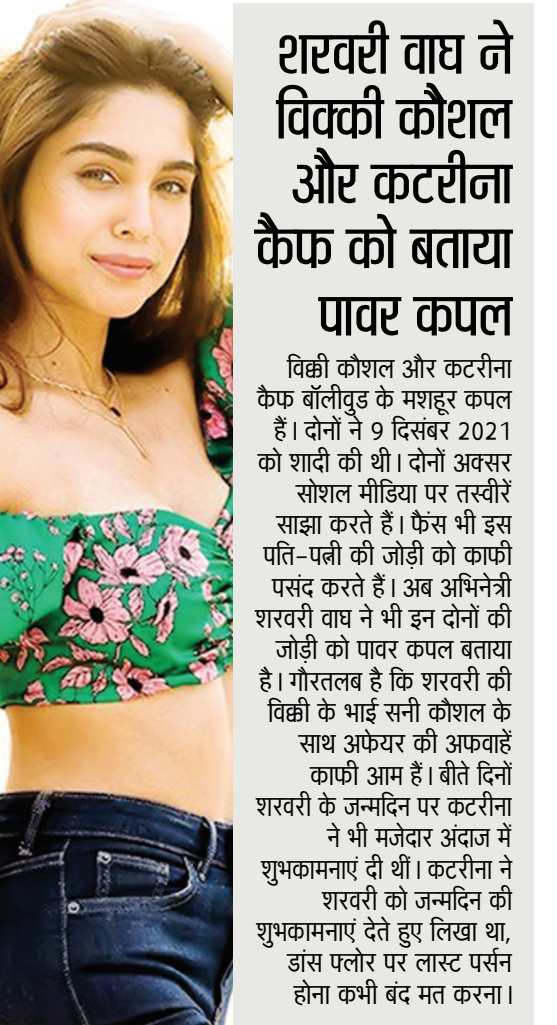 शरवरी वाघ ने
विक्की कौशल
और कटरीना
कैफ को बताया
पावर कपल
विक्की कौशल और कटरीना
कैफ बॉलीवुड के मशहूर कपल
हैं। दोनों ने 9 दिसंबर 2021
को शादी की थी। दोनों अक्सर
सोशल मीडिया पर तस्वीरें
साझा करते हैं। फैंस भी इस
पति-पत्नी की जोड़ी को काफी
पसंद करते हैं। अब अभिनेत्री
शरवरी वाघ ने भी इन दोनों की
जोड़ी को पावर कपल बताया
है। गौरतलब है कि शरवरी की
विक्की के भाई सनी कौशल के
साथ अफेयर की अफवाहें
काफी आम हैं। बीते दिनों
शरवरी के जन्मदिन पर कटरीना
ने भी मजेदार अंदाज में
शुभकामनाएं दी थीं। कटरीना ने
शरवरी को जन्मदिन की
शुभकामनाएं देते हुए लिखा था,
डांस फ्लोर पर लास्ट पर्सन
होना कभी बंद मत करना।